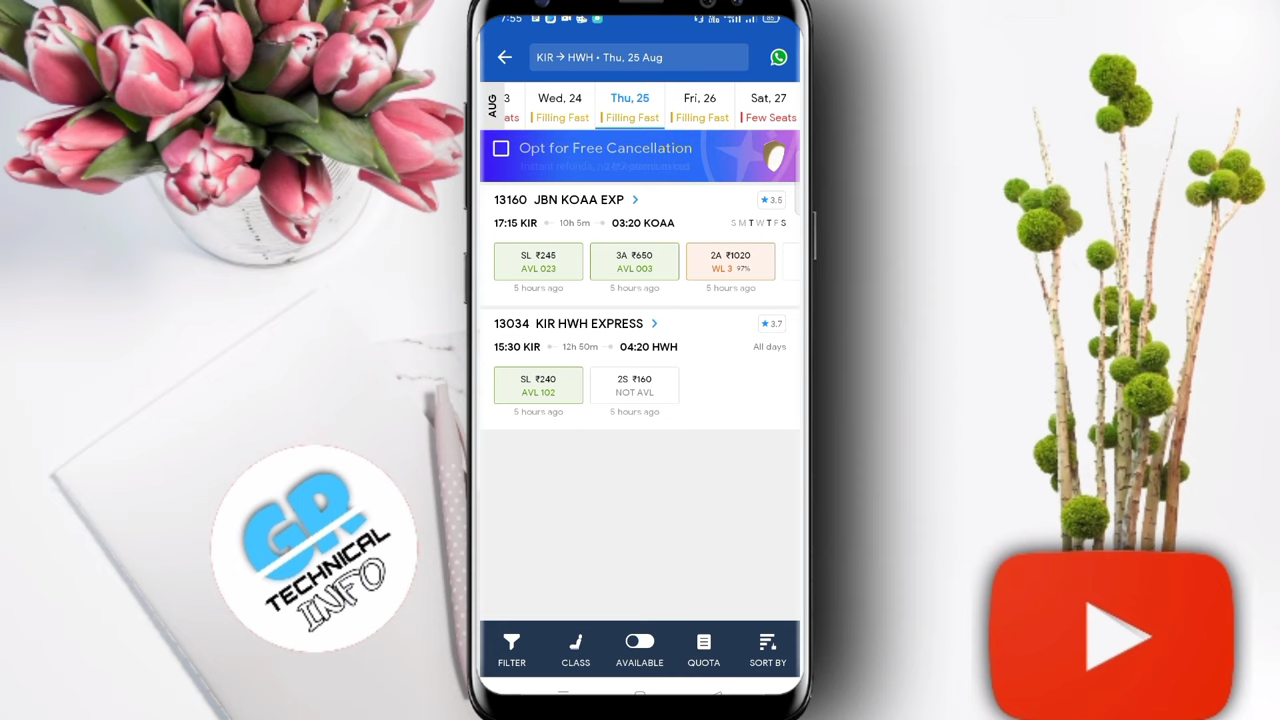 7:55
KIR → HWH • Thu, 25 Aug
AUG
3 Wed, 24 Thu, 25 Fri, 26 Sat, 27
ats Filling Fast Filling Fast Filling Fast Few Seats
Opt for Free Cancellation
13160 JBN KOAA EXP 3.5
17:15 KIR 10h 5m 03:20 KOAA S M T W T F S
SL ₹245 3A ₹650 2A ₹1020
AVL 023 AVL 003 WL 3 97%
5 hours ago 5 hours ago 5 hours ago
13034 KIR HWH EXPRESS 3.7
15:30 KIR 12h 50m 04:20 HWH All days
SL ₹240 2S ₹160
AVL 102 NOT AVL
5 hours ago 5 hours ago
FILTER CLASS AVAILABLE QUOTA SORT BY
GR
TECHNICAL
INFO